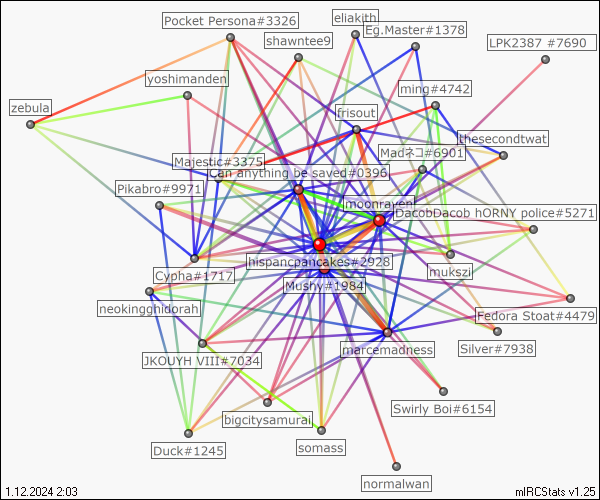 Pocket Persona#3326
eliakith
Eg.Master#1378
shawntee9
LPK2387 #7690
yoshimanden
ming#4742
zebula
frisout
thesecondtwat
Majestic#3375
Madネコ#6901
Can anything be saved#0396
Pikabro#9971
moonraven
DacobDacob hORNY police#5271
hispancpancakes#2928
Cypha#1717
mukszi
Mushy#1984
neokingghidorah
Fedora Stoat#4479
marcemadness
Silver#7938
JKOUYH VIII#7034
Swirly Boi#6154
bigcitysamurai
somass
Duck#1245
normalwan
1.12.2024 2:03
mIRCStats v1.25